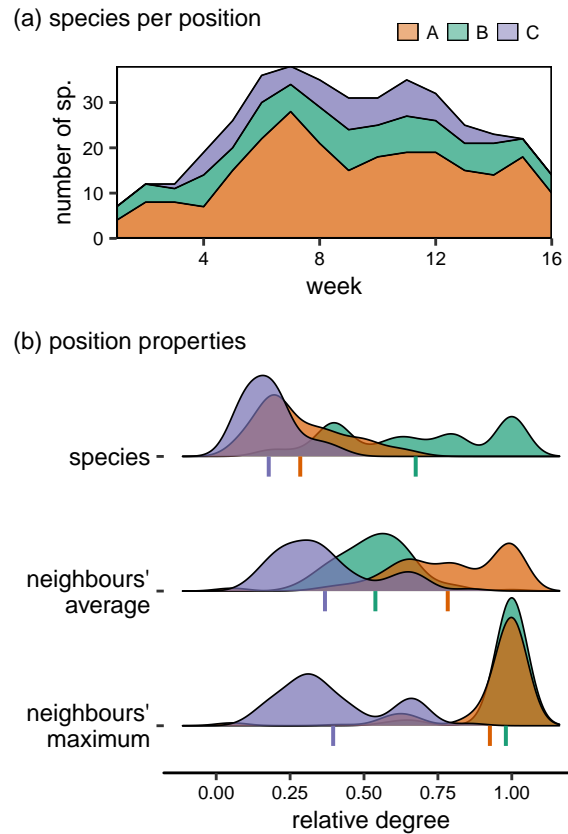 (a) species per position
A B C
number of sp.
30
20
10
0
4 8 12 16
week
(b) position properties
species
neighbours'
average
neighbours'
maximum
0.00 0.25 0.50 0.75 1.00
relative degree